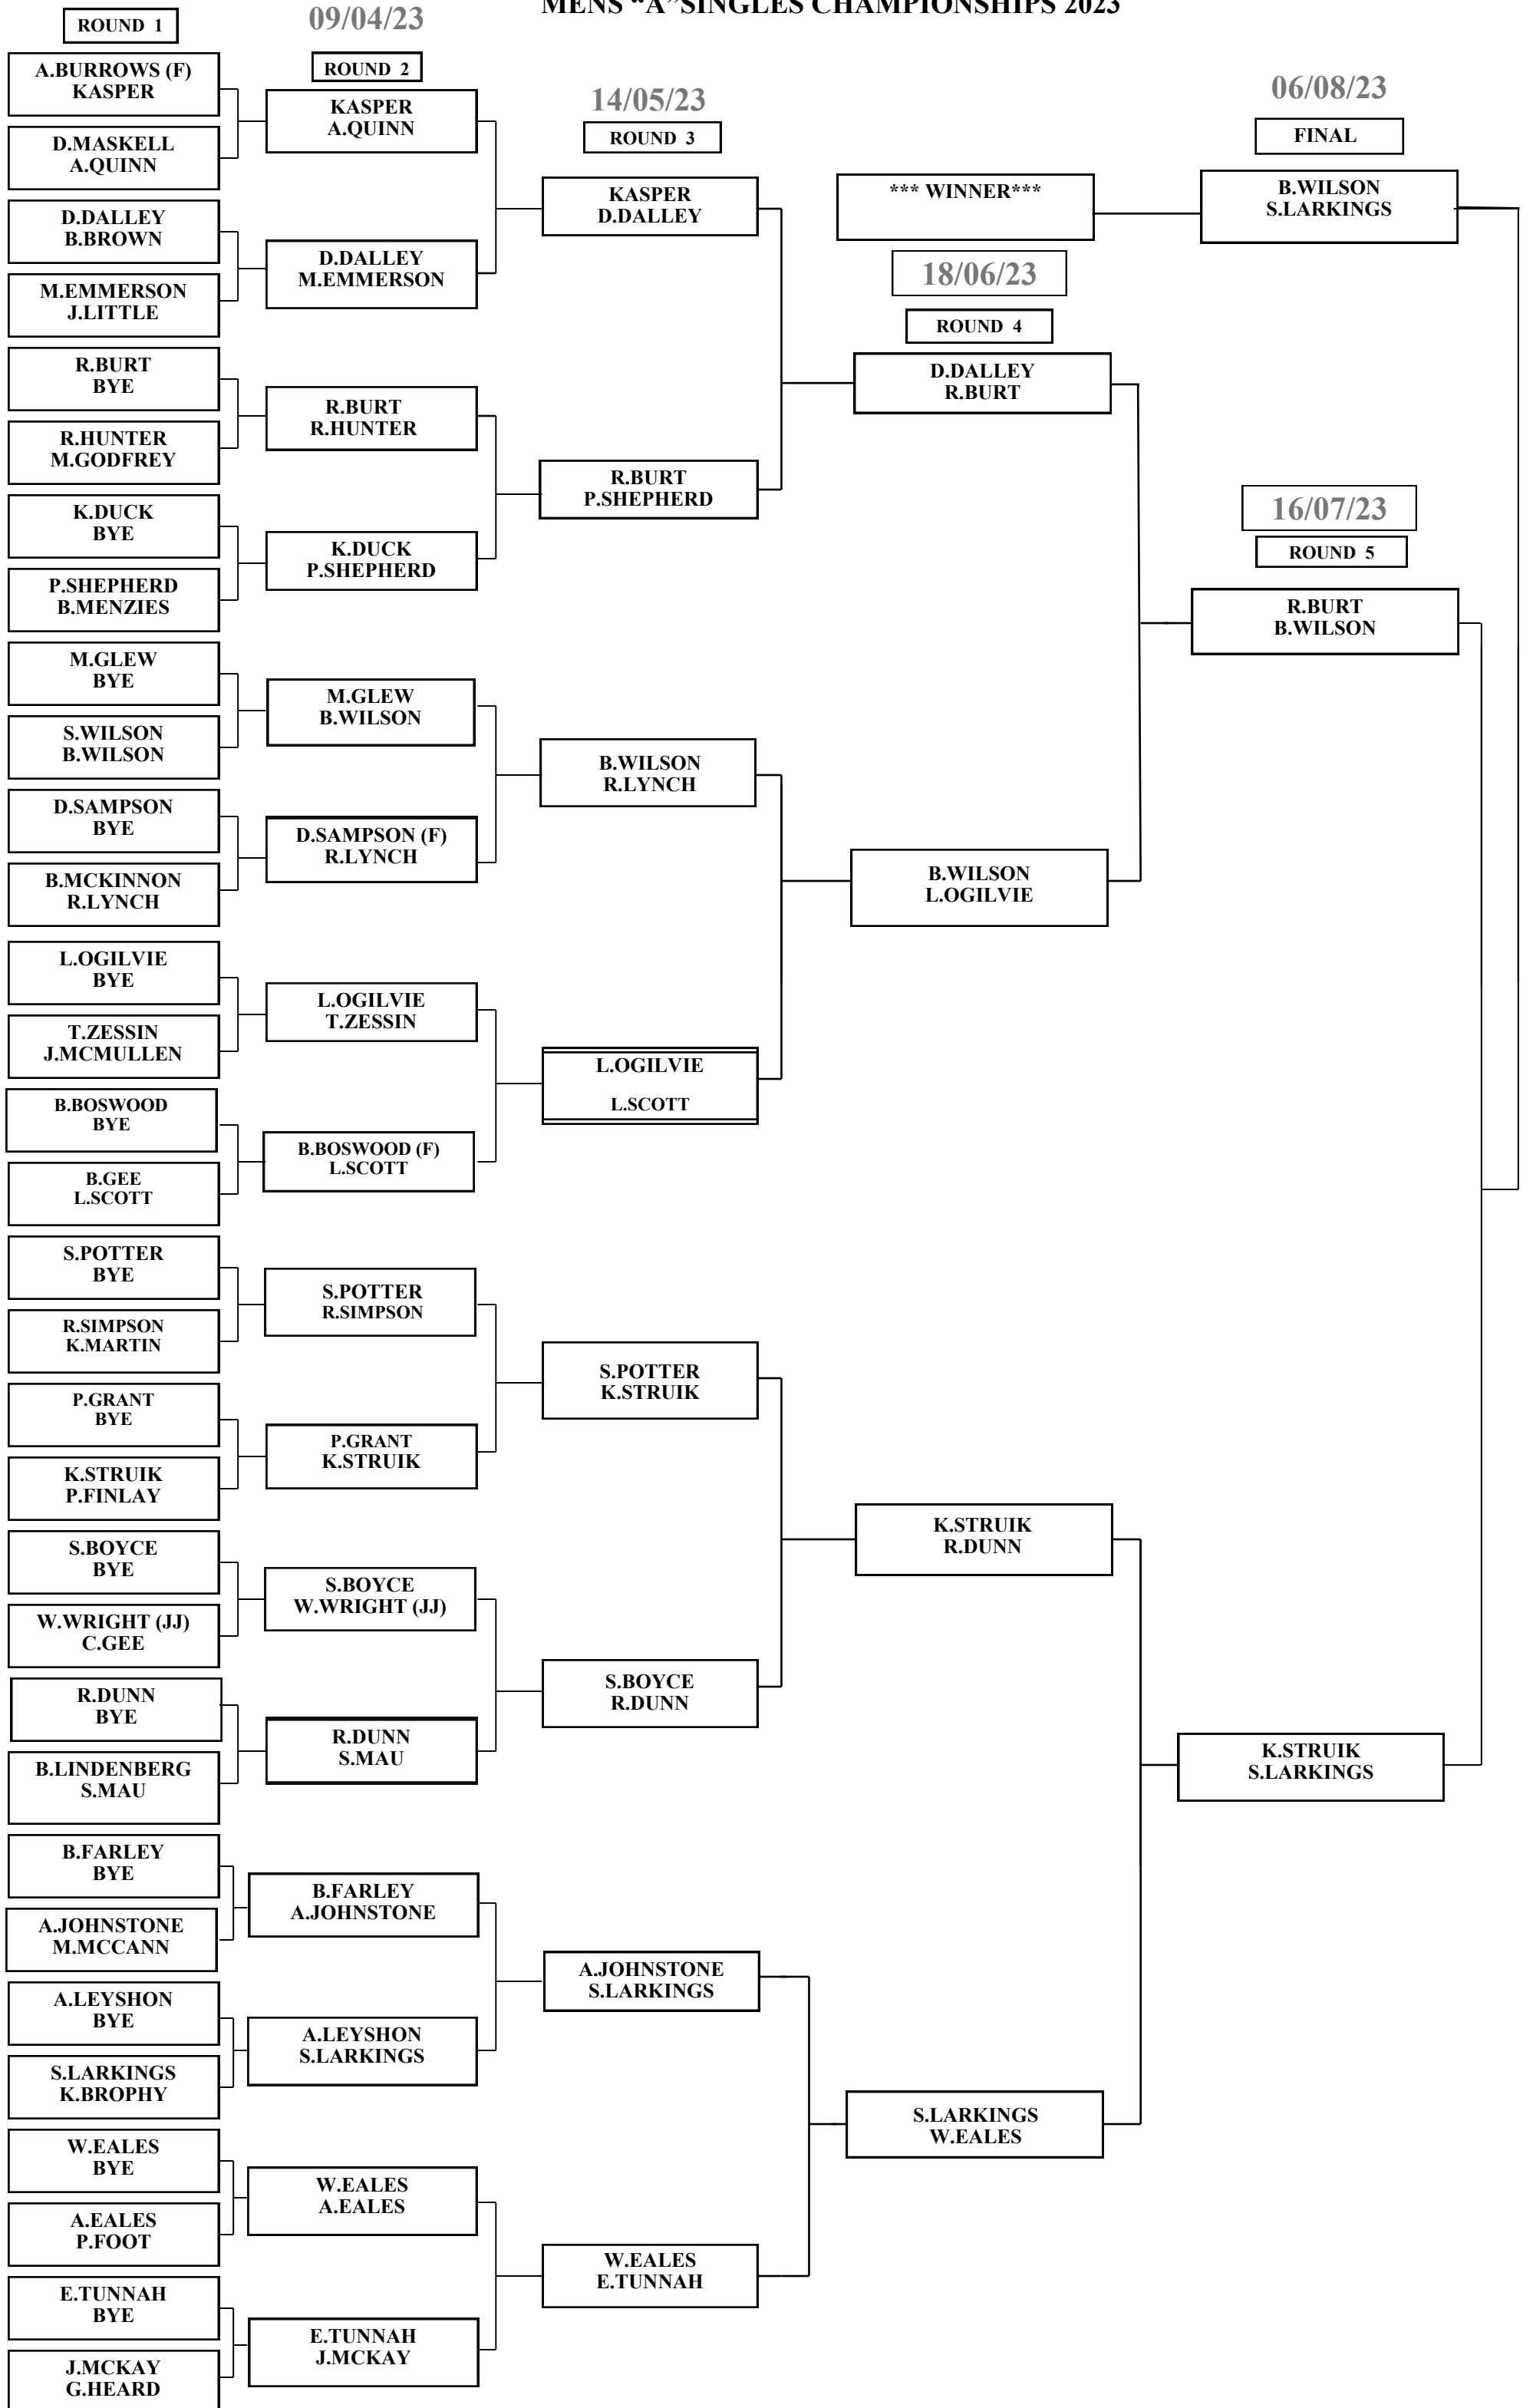 MENS “A”SINGLES CHAMPIONSHIPS 2023
ROUND 1
A.BURROWS (F)
KASPER
D.MASKELL
A.QUINN
D.DALLEY
B.BROWN
M.EMMERSON
J.LITTLE
R.BURT
BYE
R.HUNTER
M.GODFREY
K.DUCK
BYE
P.SHEPHERD
B.MENZIES
M.GLEW
BYE
S.WILSON
B.WILSON
D.SAMPSON
BYE
B.MCKINNON
R.LYNCH
L.OGILVIE
BYE
T.ZESSIN
J.MCMULLEN
B.BOSWOOD
BYE
B.GEE
L.SCOTT
S.POTTER
BYE
R.SIMPSON
K.MARTIN
P.GRANT
BYE
K.STRUIK
P.FINLAY
S.BOYCE
BYE
W.WRIGHT (JJ)
C.GEE
R.DUNN
BYE
B.LINDENBERG
S.MAU
B.FARLEY
BYE
A.JOHNSTONE
M.MCCANN
A.LEYSHON
BYE
S.LARKINGS
K.BROPHY
W.EALES
BYE
A.EALES
P.FOOT
E.TUNNAH
BYE
J.MCKAY
G.HEARD
09/04/23
ROUND 2
KASPER
A.QUINN
D.DALLEY
M.EMMERSON
R.BURT
R.HUNTER
K.DUCK
P.SHEPHERD
M.GLEW
B.WILSON
D.SAMPSON (F)
R.LYNCH
L.OGILVIE
T.ZESSIN
B.BOSWOOD (F)
L.SCOTT
S.POTTER
R.SIMPSON
P.GRANT
K.STRUIK
S.BOYCE
W.WRIGHT (JJ)
R.DUNN
S.MAU
B.FARLEY
A.JOHNSTONE
A.LEYSHON
S.LARKINGS
W.EALES
A.EALES
E.TUNNAH
J.MCKAY
14/05/23
ROUND 3
KASPER
D.DALLEY
R.BURT
P.SHEPHERD
B.WILSON
R.LYNCH
L.OGILVIE
L.SCOTT
S.POTTER
K.STRUIK
S.BOYCE
R.DUNN
A.JOHNSTONE
S.LARKINGS
W.EALES
E.TUNNAH
*** WINNER***
18/06/23
ROUND 4
D.DALLEY
R.BURT
B.WILSON
L.OGILVIE
K.STRUIK
R.DUNN
S.LARKINGS
W.EALES
06/08/23
FINAL
B.WILSON
S.LARKINGS
16/07/23
ROUND 5
R.BURT
B.WILSON
K.STRUIK
S.LARKINGS